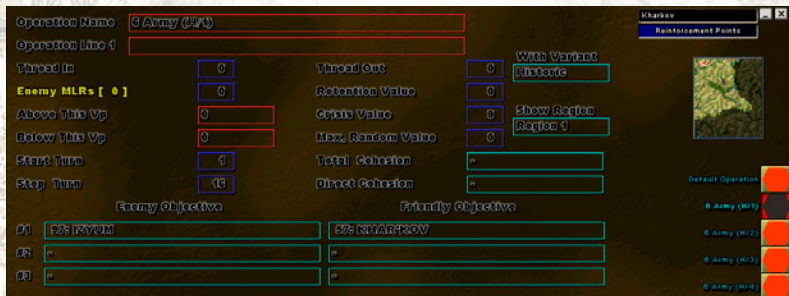 Operation Name 6 Army (H/1)
Operation Line 1
Thread In 0 Thread Out 0 With Variant
Historic
Enemy MLRs [ 0 ] 0 Retention Value 0
Above This Vp 0 Crisis Value 0 Show Region
Region 1
Below This Vp 0 Max. Random Value 0
Start Turn 1 Total Cohesion -
Stop Turn 16 Direct Cohesion -
Enemy Objective Friendly Objective
#1 97: IZYUM 57: KHAR'KOV
#2 - -
#3 - -
Kharkov
Reinforcement Points
Default Operation
6 Army (H/1)
6 Army (H/2)
6 Army (H/3)
6 Army (H/4)